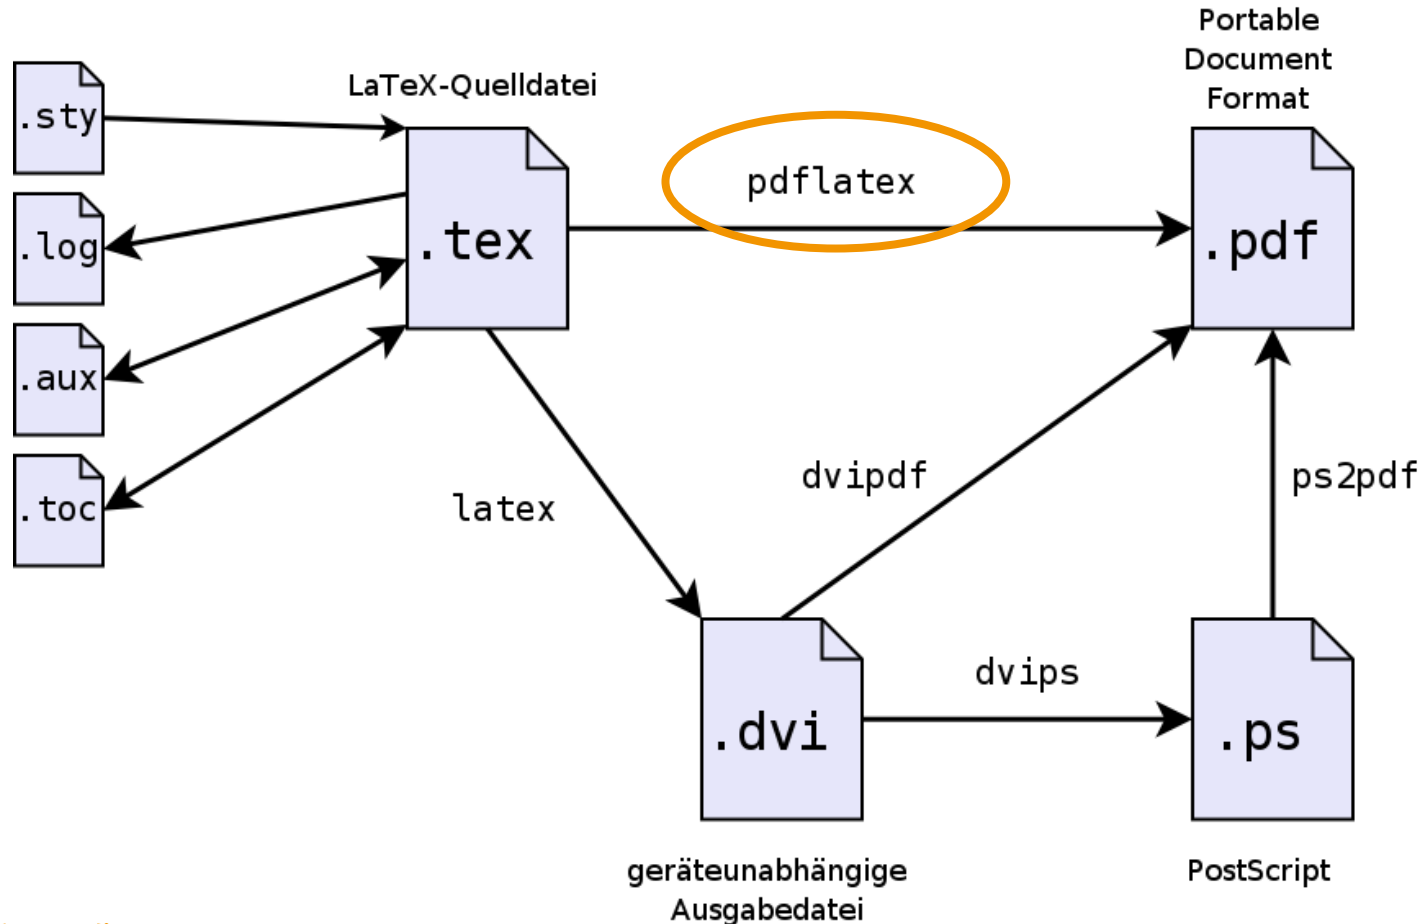 Portable
Document
Format
LaTeX-Quelldatei
.sty
.log
.aux
.toc
.tex
pdflatex
.pdf
latex
dvipdf
ps2pdf
.dvi
dvips
.ps
geräteunabhängige
Ausgabedatei
PostScript